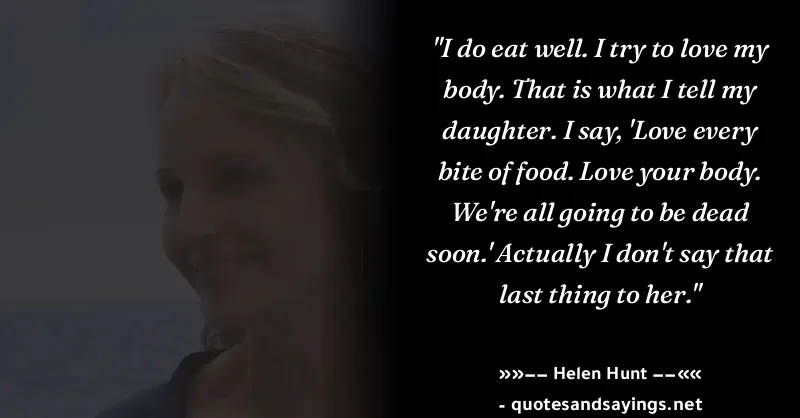 "I do eat well. I try to love my
body. That is what I tell my
daughter. I say, 'Love every
bite of food. Love your body.
We're all going to be dead
soon.' Actually I don't say that
last thing to her."
»»−− Helen Hunt −−««
- quotesandsayings.net